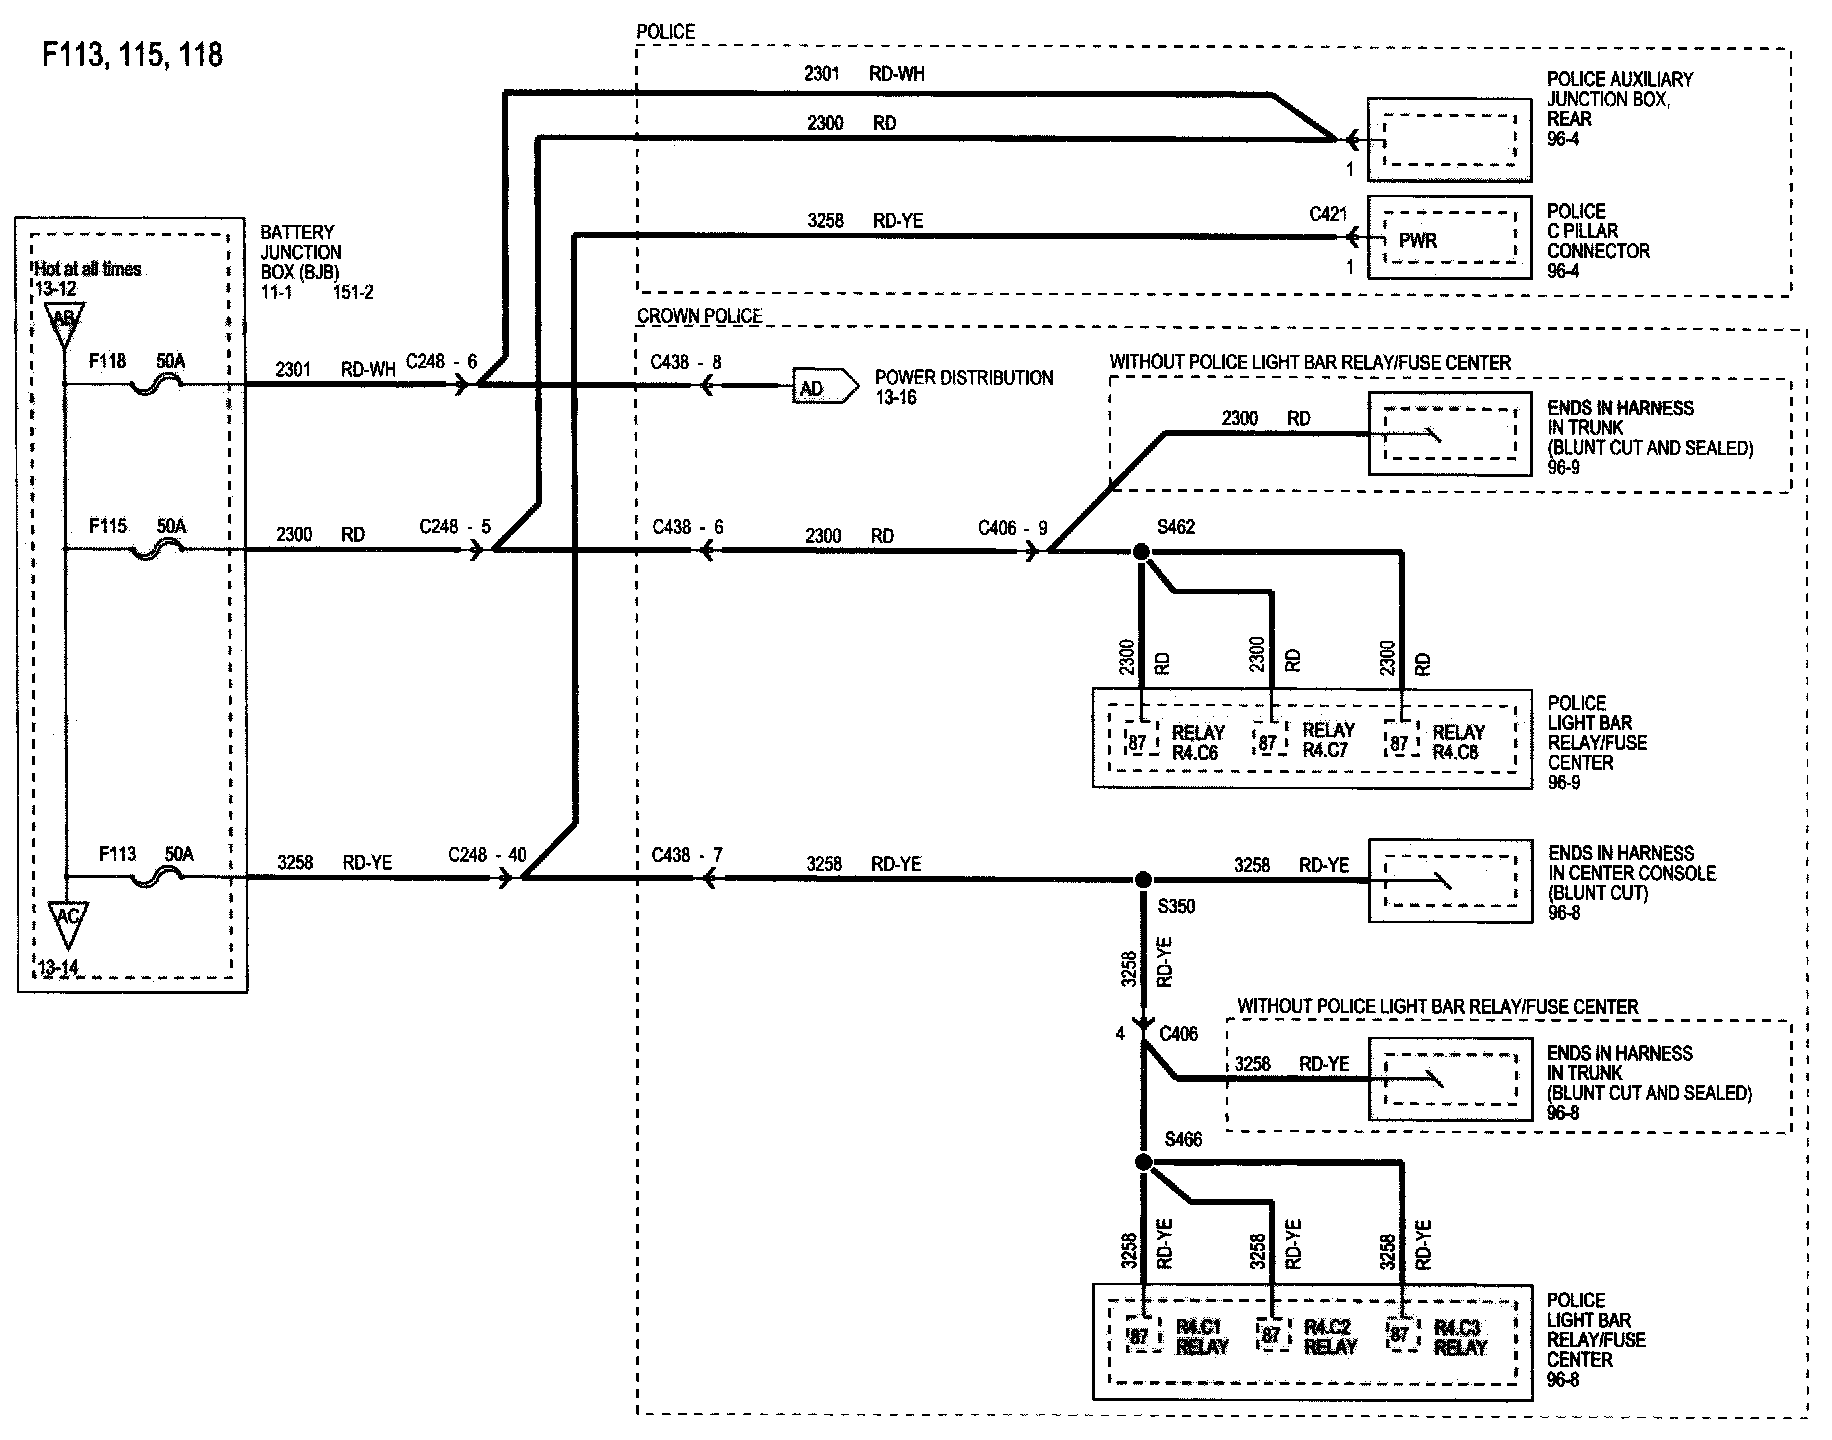 F113, 115, 118
POLICE
2301 RD-WH
POLICE AUXILIARY
JUNCTION BOX,
REAR
96-4
2300 RD
1
3258 RD-YE
C421
PWR
1
POLICE
C PILLAR
CONNECTOR
96-4
BATTERY
JUNCTION
BOX (BJB)
11-1 151-2
Hot at all times
13-12
AB
CROWN POLICE
F118 50A
2301 RD-WH
C248 - 6
C438 - 8
AD
POWER DISTRIBUTION
13-16
WITHOUT POLICE LIGHT BAR RELAY/FUSE CENTER
2300 RD
ENDS IN HARNESS
IN TRUNK
(BLUNT CUT AND SEALED)
96-9
F115 50A
2300 RD
C248 - 5
C438 - 6
2300 RD
C406 - 9
S462
2300 RD
2300 RD
2300 RD
87 RELAY R4.C6
87 RELAY R4.C7
87 RELAY R4.C8
POLICE
LIGHT BAR
RELAY/FUSE
CENTER
96-9
F113 50A
3258 RD-YE
C248 - 40
C438 - 7
3258 RD-YE
3258 RD-YE
S350
ENDS IN HARNESS
IN CENTER CONSOLE
(BLUNT CUT)
96-8
AC
13-14
3258 RD-YE
WITHOUT POLICE LIGHT BAR RELAY/FUSE CENTER
4 C406
3258 RD-YE
ENDS IN HARNESS
IN TRUNK
(BLUNT CUT AND SEALED)
96-8
S466
3258 RD-YE
3258 RD-YE
3258 RD-YE
87 R4.C1 RELAY
87 R4.C2 RELAY
87 R4.C3 RELAY
POLICE
LIGHT BAR
RELAY/FUSE
CENTER
96-8